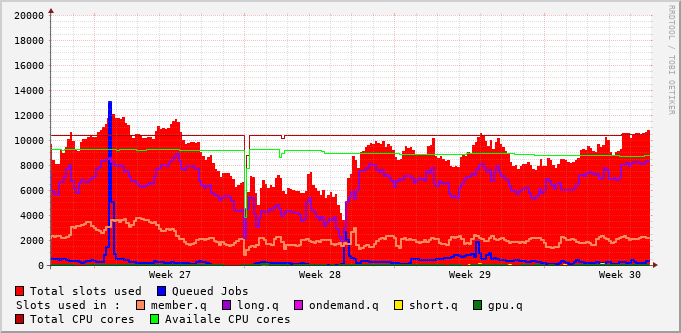 20000
18000
16000
14000
12000
10000
8000
6000
4000
2000
0
Week 27 Week 28 Week 29 Week 30
RRDTOOL / TOBI OETIKER
Total slots used Queued Jobs
Slots used in : member.q long.q ondemand.q short.q gpu.q
Total CPU cores Availale CPU cores